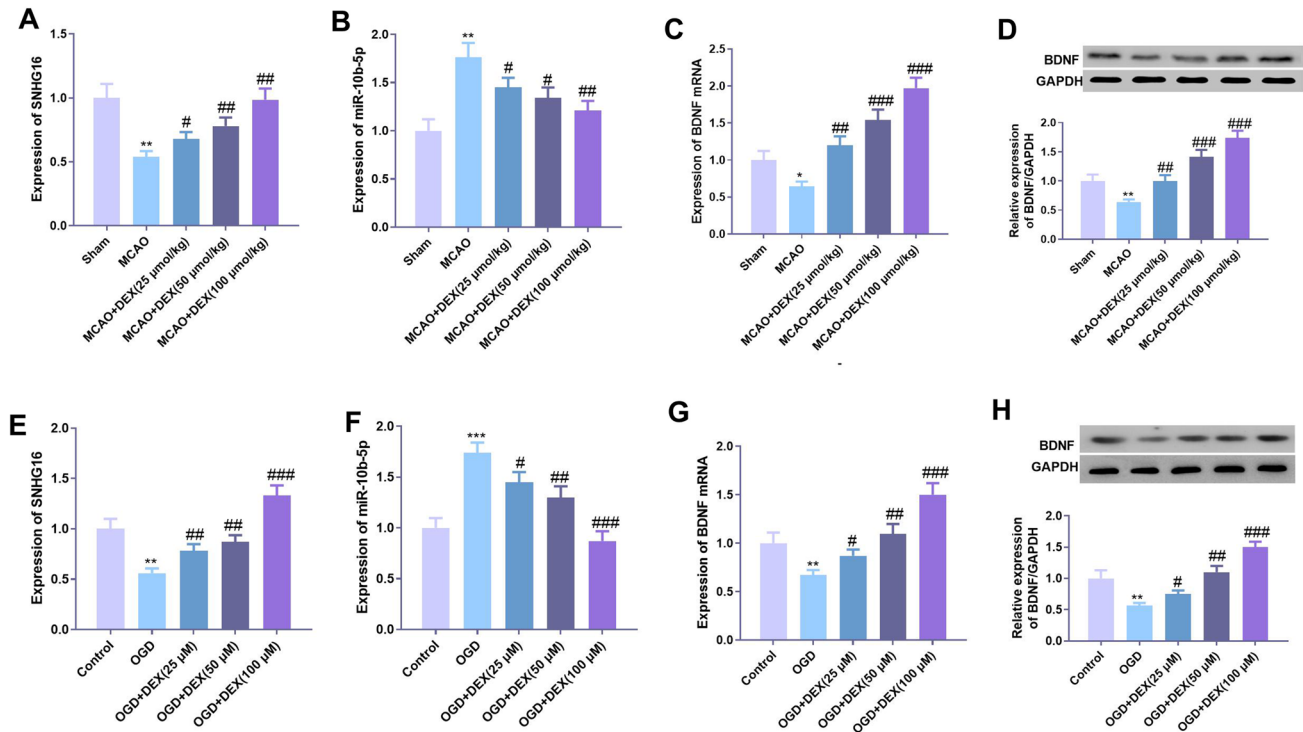 A
Expression of SNHG16
1.5
1.0
0.5
0.0
**
#
##
##
Sham
MCAO
MCAO+DEX(25 μmol/kg)
MCAO+DEX(50 μmol/kg)
MCAO+DEX(100 μmol/kg)
B
Expression of miR-10b-5p
2.0
1.5
1.0
0.5
0.0
**
#
#
##
Sham
MCAO
MCAO+DEX(25 μmol/kg)
MCAO+DEX(50 μmol/kg)
MCAO+DEX(100 μmol/kg)
C
Expression of BDNF mRNA
2.5
2.0
1.5
1.0
0.5
0.0
*
##
###
###
Sham
MCAO
MCAO+DEX(25 μmol/kg)
MCAO+DEX(50 μmol/kg)
MCAO+DEX(100 μmol/kg)
-
D
BDNF
GAPDH
Relative expression
of BDNF/GAPDH
2.0
1.5
1.0
0.5
0.0
**
##
###
###
Sham
MCAO
MCAO+DEX(25 μmol/kg)
MCAO+DEX(50 μmol/kg)
MCAO+DEX(100 μmol/kg)
E
Expression of SNHG16
2.0
1.5
1.0
0.5
0.0
**
##
##
###
Control
OGD
OGD+DEX(25 μM)
OGD+DEX(50 μM)
OGD+DEX(100 μM)
F
Expression of miR-10b-5p
2.0
1.5
1.0
0.5
0.0
***
#
##
###
Control
OGD
OGD+DEX(25 μM)
OGD+DEX(50 μM)
OGD+DEX(100 μM)
G
Expression of BDNF mRNA
2.0
1.5
1.0
0.5
0.0
**
#
##
###
Control
OGD
OGD+DEX(25 μM)
OGD+DEX(50 μM)
OGD+DEX(100 μM)
H
BDNF
GAPDH
Relative expression
of BDNF/GAPDH
2.0
1.5
1.0
0.5
0.0
**
#
##
###
Control
OGD
OGD+DEX(25 μM)
OGD+DEX(50 μM)
OGD+DEX(100 μM)